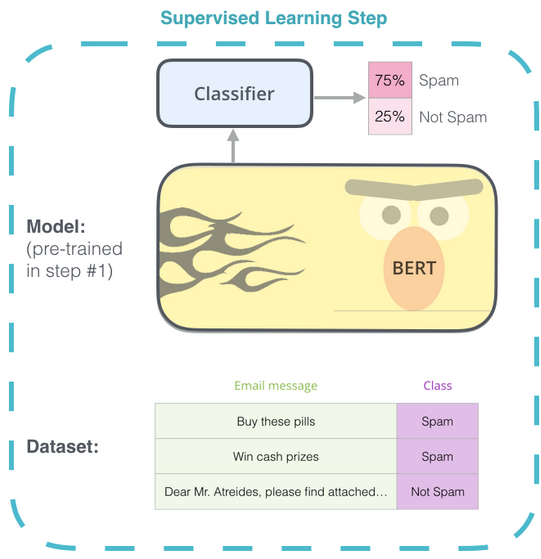 Supervised Learning Step
Classifier
75% Spam
25% Not Spam
Model:
(pre-trained
in step #1)
BERT
Dataset:
Email message Class
Buy these pills Spam
Win cash prizes Spam
Dear Mr. Atreides, please find attached… Not Spam